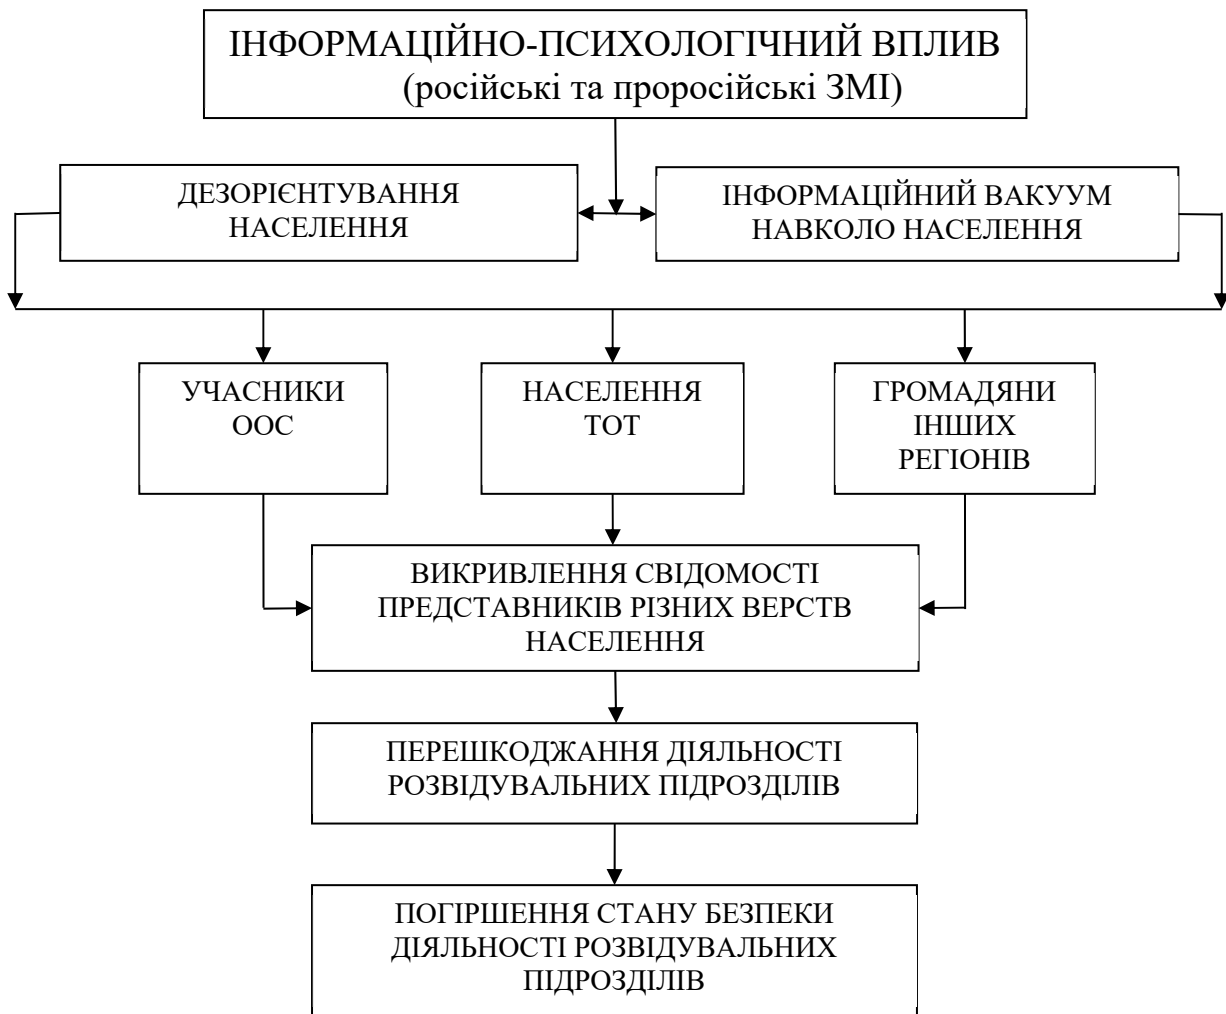 ІНФОРМАЦІЙНО-ПСИХОЛОГІЧНИЙ ВПЛИВ
(російські та проросійські ЗМІ)
ДЕЗОРІЄНТУВАННЯ
НАСЕЛЕННЯ
ІНФОРМАЦІЙНИЙ ВАКУУМ
НАВКОЛО НАСЕЛЕННЯ
УЧАСНИКИ
ООС
НАСЕЛЕННЯ
ТОТ
ГРОМАДЯНИ
ІНШИХ
РЕГІОНІВ
ВИКРИВЛЕННЯ СВІДОМОСТІ
ПРЕДСТАВНИКІВ РІЗНИХ ВЕРСТВ
НАСЕЛЕННЯ
ПЕРЕШКОДЖАННЯ ДІЯЛЬНОСТІ
РОЗВІДУВАЛЬНИХ ПІДРОЗДІЛІВ
ПОГІРШЕННЯ СТАНУ БЕЗПЕКИ
ДІЯЛЬНОСТІ РОЗВІДУВАЛЬНИХ
ПІДРОЗДІЛІВ